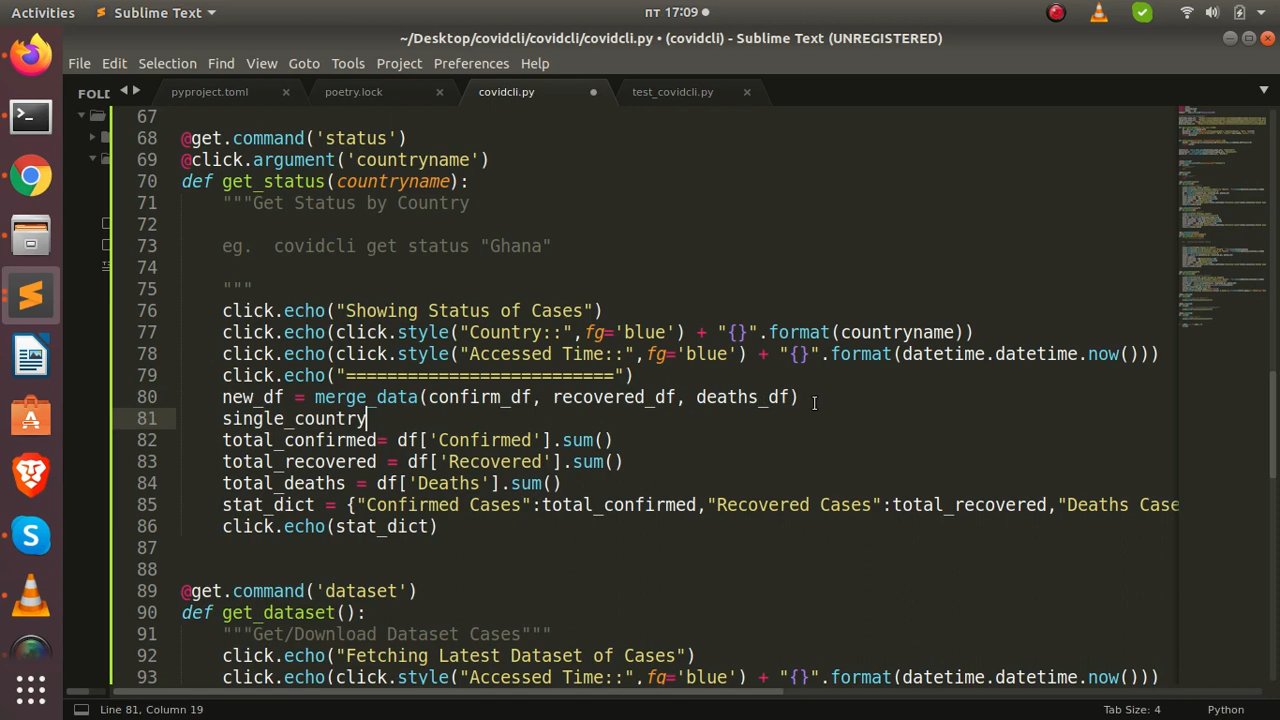 Activities
Sublime Text
пт 17:09
~/Desktop/covidcli/covidcli/covidcli.py • (covidcli) - Sublime Text (UNREGISTERED)
File Edit Selection Find View Goto Tools Project Preferences Help
FOLD
pyproject.toml
poetry.lock
covidcli.py
test_covidcli.py
67
68 @get.command('status')
69 @click.argument('countryname')
70 def get_status(countryname):
71 """Get Status by Country
72
73 eg. covidcli get status "Ghana"
74
75 """
76 click.echo("Showing Status of Cases")
77 click.echo(click.style("Country::",fg='blue') + "{}".format(countryname))
78 click.echo(click.style("Accessed Time::",fg='blue') + "{}".format(datetime.datetime.now()))
79 click.echo("==========================")
80 new_df = merge_data(confirm_df, recovered_df, deaths_df)
81 single_country
82 total_confirmed= df['Confirmed'].sum()
83 total_recovered = df['Recovered'].sum()
84 total_deaths = df['Deaths'].sum()
85 stat_dict = {"Confirmed Cases":total_confirmed,"Recovered Cases":total_recovered,"Deaths Case
86 click.echo(stat_dict)
87
88
89 @get.command('dataset')
90 def get_dataset():
91 """Get/Download Dataset Cases"""
92 click.echo("Fetching Latest Dataset of Cases")
93 click.echo(click.style("Accessed Time::",fg='blue') + "{}".format(datetime.datetime.now()))
Line 81, Column 19
Tab Size: 4
Python